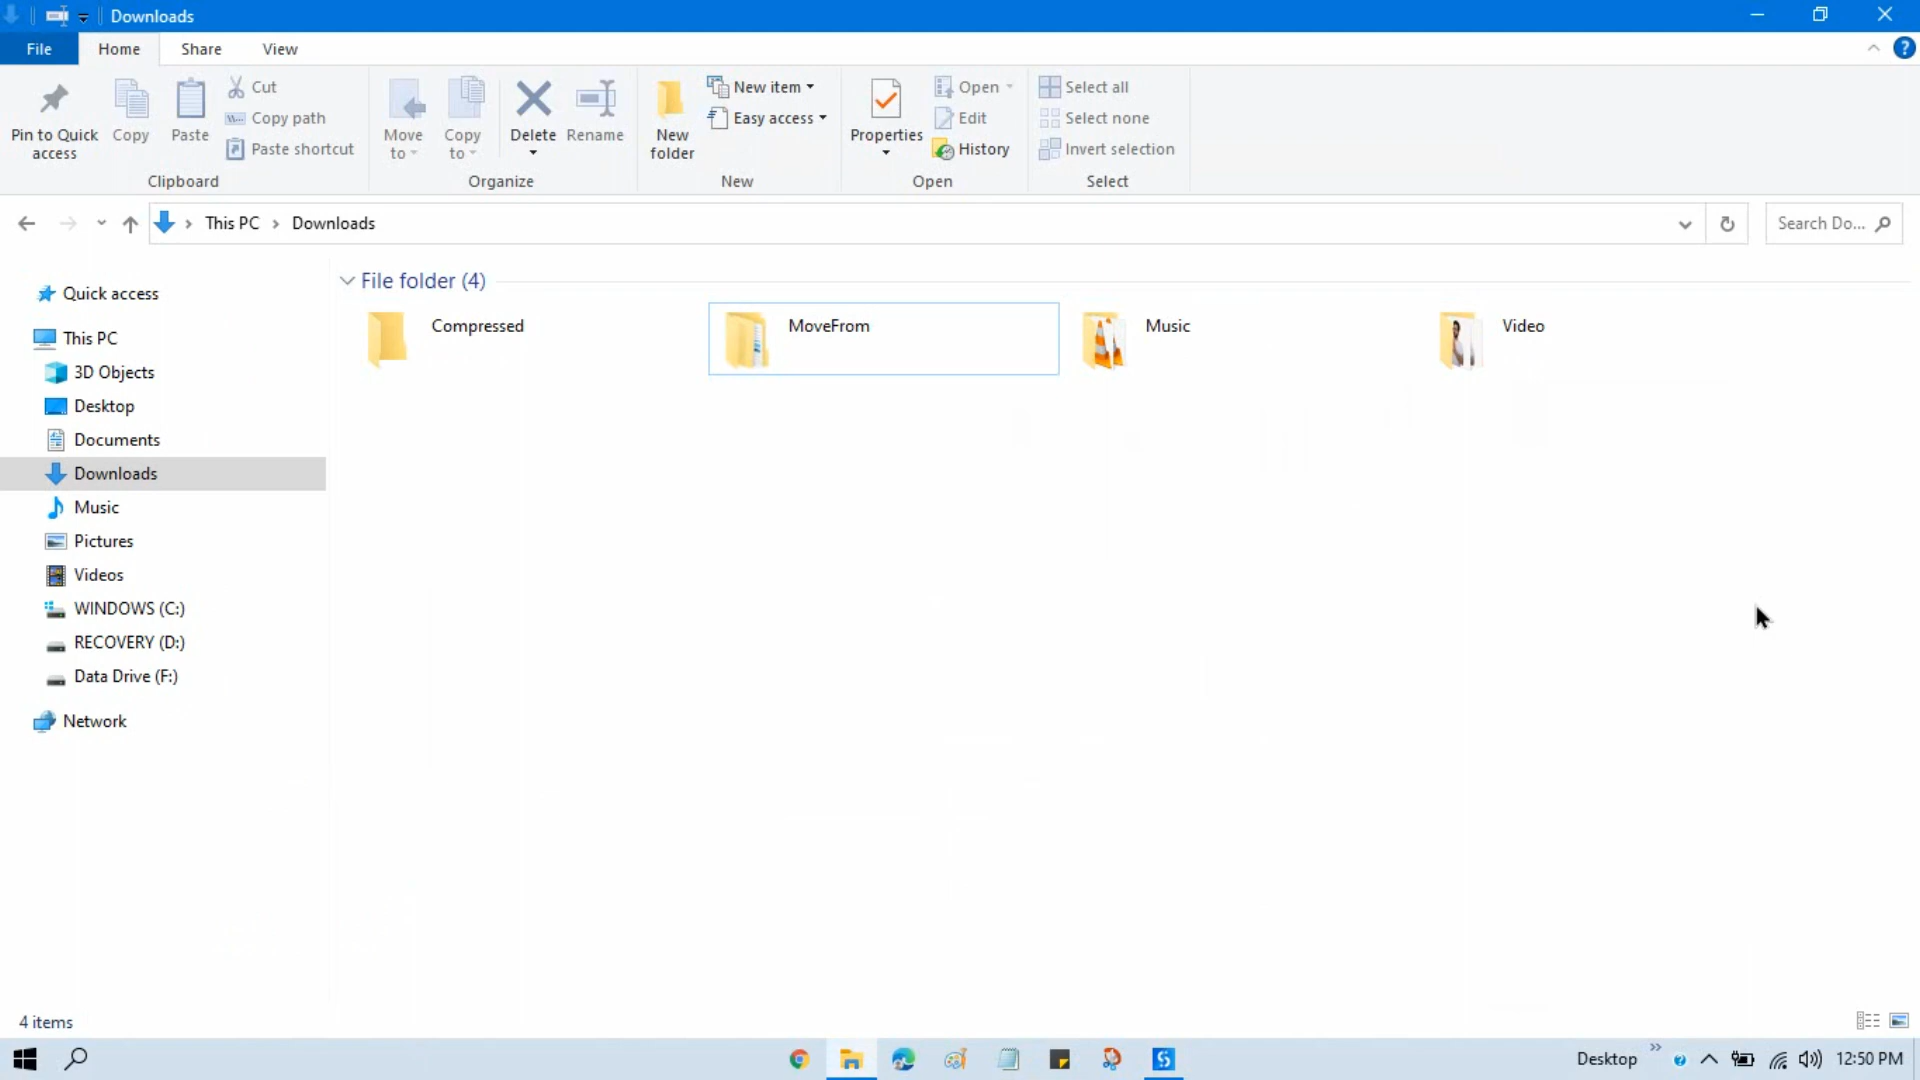 Downloads
File Home Share View
Pin to Quick access
Copy
Paste
Cut
Copy path
Paste shortcut
Clipboard
Move to
Copy to
Delete
Rename
Organize
New folder
New item
Easy access
New
Properties
Open
Edit
History
Open
Select all
Select none
Invert selection
Select
This PC > Downloads
Search Do...
Quick access
This PC
3D Objects
Desktop
Documents
Downloads
Music
Pictures
Videos
WINDOWS (C:)
RECOVERY (D:)
Data Drive (F:)
Network
File folder (4)
Compressed
MoveFrom
Music
Video
4 items
Desktop
12:50 PM